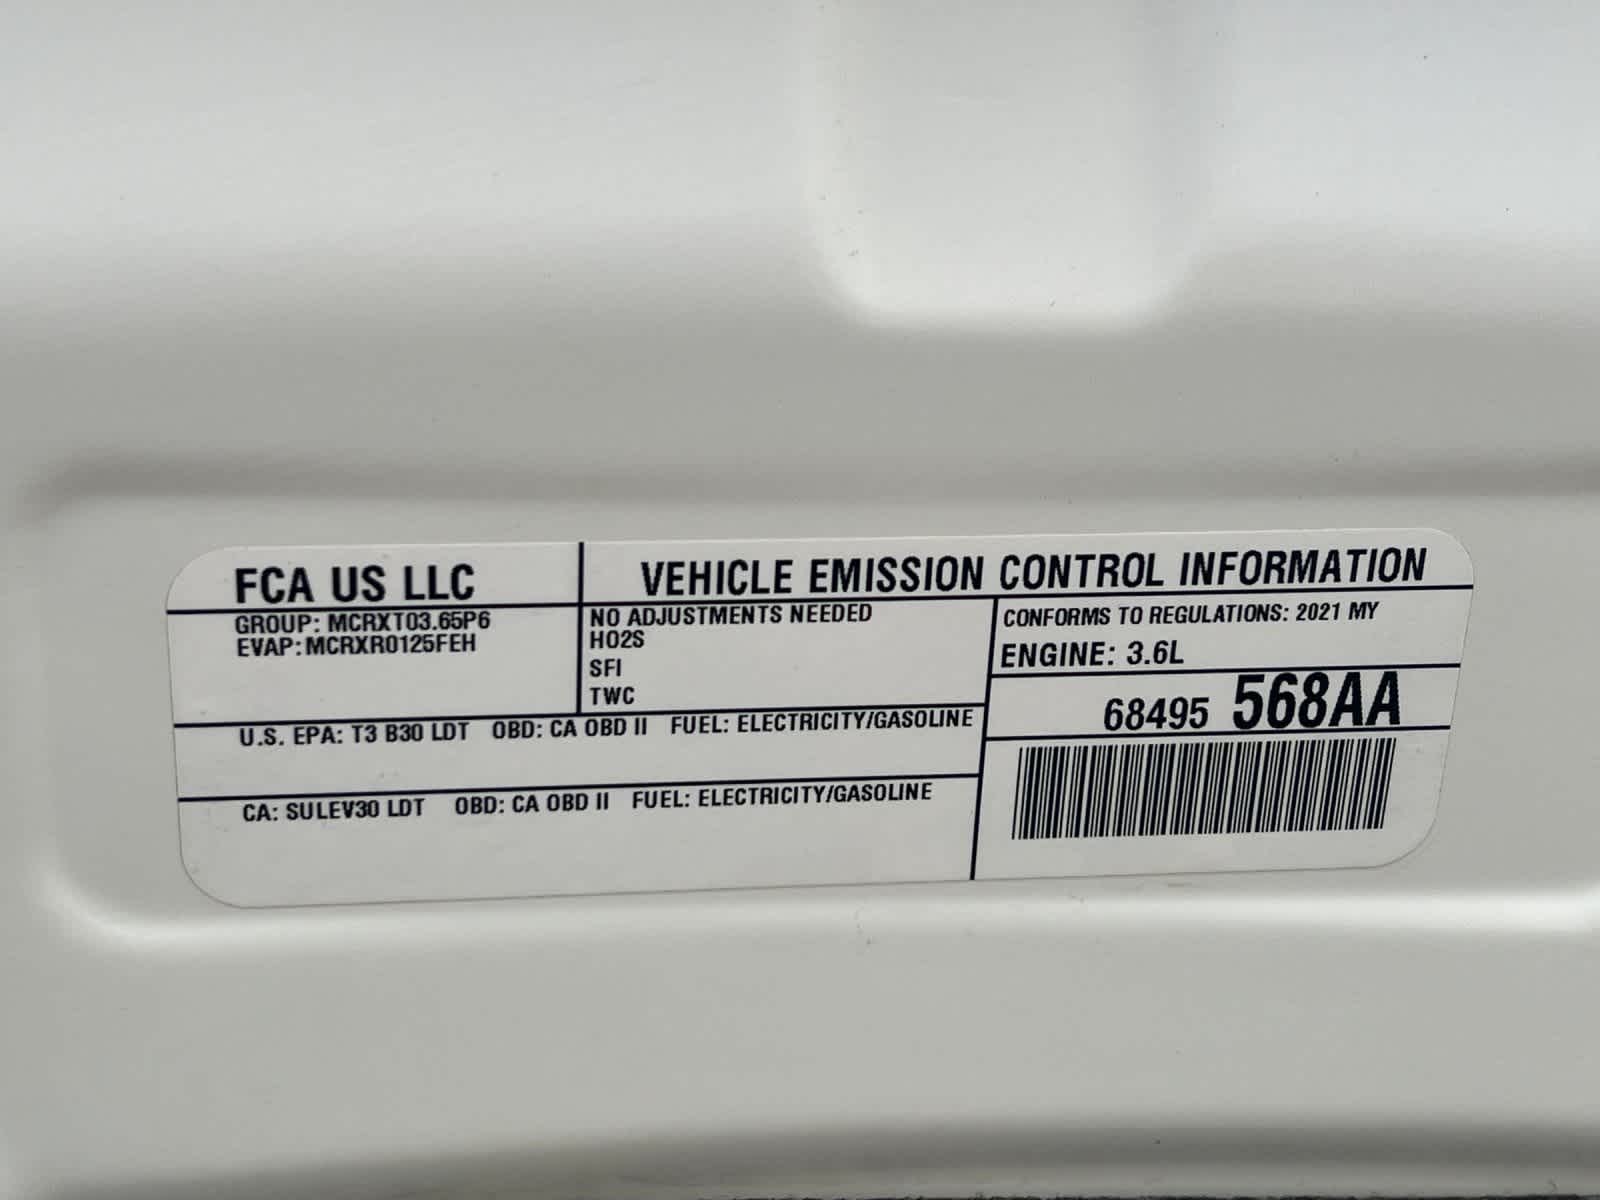 FCA US LLC
VEHICLE EMISSION CONTROL INFORMATION
GROUP: MCRXT03.65P6
EVAP: MCRXR0125FEH
NO ADJUSTMENTS NEEDED
HO2S
SFI
TWC
CONFORMS TO REGULATIONS: 2021 MY
ENGINE: 3.6L
68495 568AA
U.S. EPA: T3 B30 LDT OBD: CA OBD II FUEL: ELECTRICITY/GASOLINE
CA: SULEV30 LDT OBD: CA OBD II FUEL: ELECTRICITY/GASOLINE